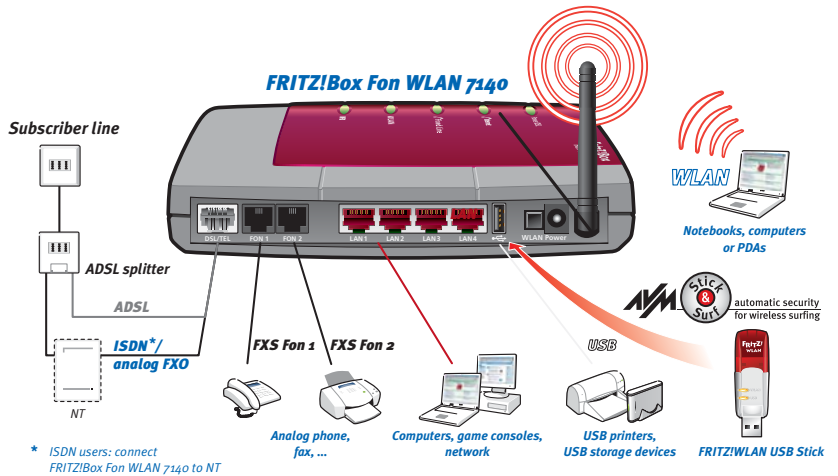 FRITZ!Box Fon WLAN 7140
Subscriber line
WLAN
Notebooks, computers
or PDAs
DSL/TEL
FON 1
FON 2
LAN 1
LAN 2
LAN 3
LAN 4
WLAN
Power
ADSL splitter
ADSL
ISDN*/
analog FXO
NT
FXS Fon 1
FXS Fon 2
USB
AVM
Stick
&
Surf
automatic security
for wireless surfing
FRITZ!
WLAN
Analog phone,
fax, ...
Computers, game consoles,
network
USB printers,
USB storage devices
FRITZ!WLAN USB Stick
* ISDN users: connect
FRITZ!Box Fon WLAN 7140 to NT